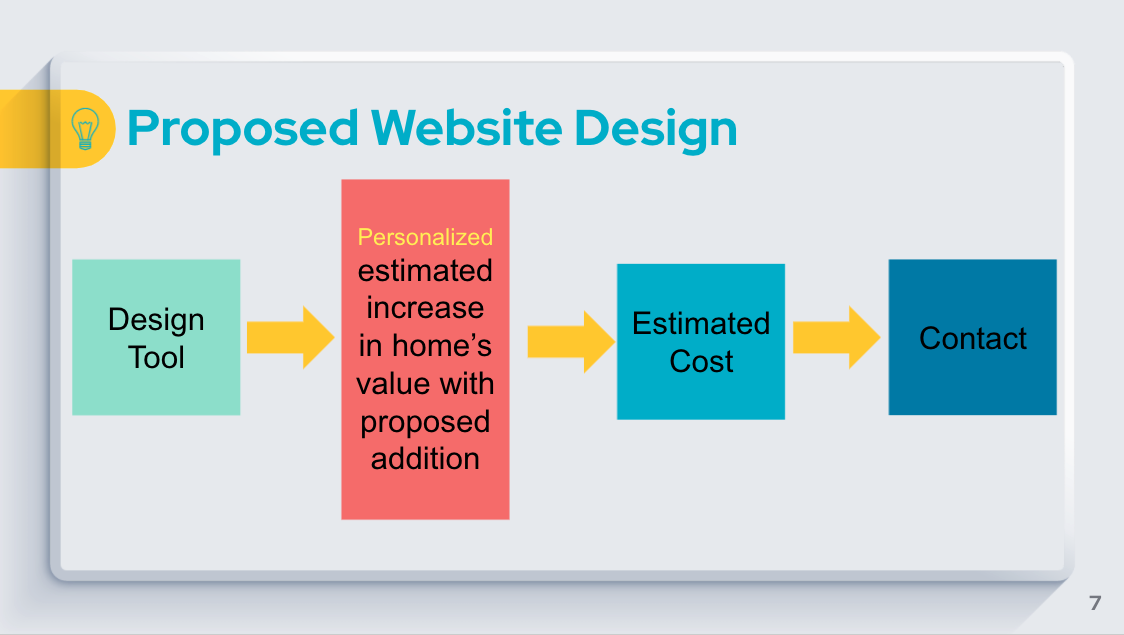 Proposed Website Design
Design
Tool
Personalized
estimated
increase
in home’s
value with
proposed
addition
Estimated
Cost
Contact
7